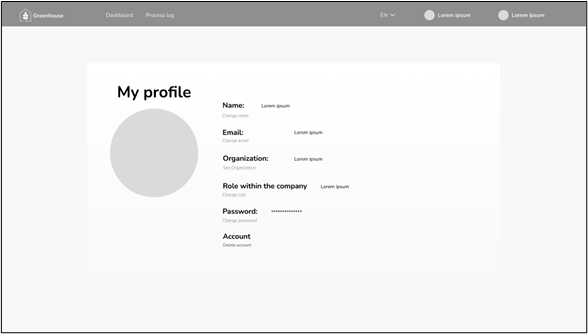 Greenhouse Dashboard Process log EN Lorem ipsum Lorem ipsum
My profile
Name: Lorem ipsum
Change name
Email: Lorem ipsum
Change email
Organization: Lorem ipsum
See Organization
Role within the company Lorem ipsum
Change role
Password: **************
Change password
Account
Delete account